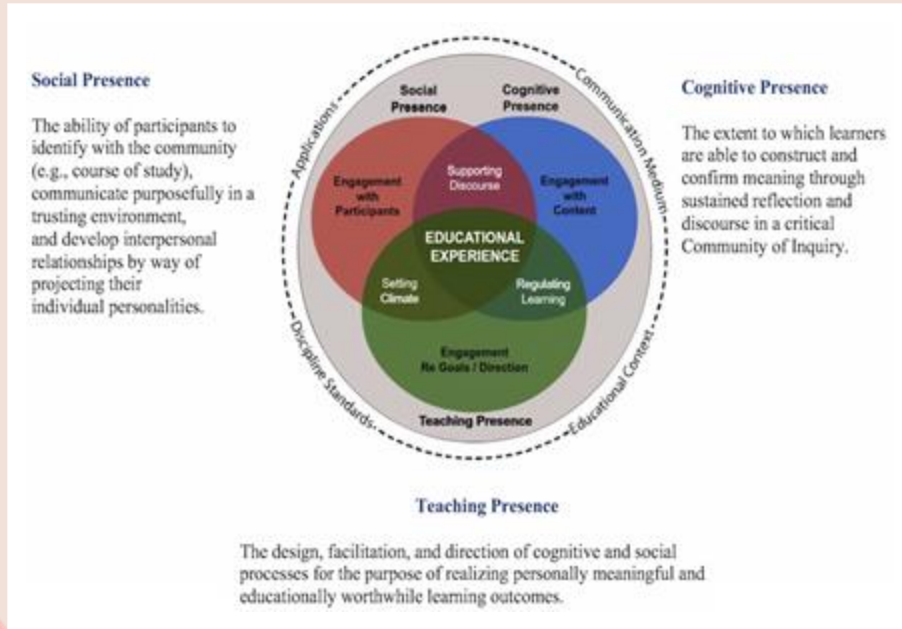 Social Presence
The ability of participants to
identify with the community
(e.g., course of study),
communicate purposefully in a
trusting environment,
and develop interpersonal
relationships by way of
projecting their
individual personalities.
Applications
Communication Medium
Discipline Standards
Educational Context
Social
Presence
Cognitive
Presence
Engagement
with
Participants
Supporting
Discourse
Engagement
with
Content
EDUCATIONAL
EXPERIENCE
Setting
Climate
Regulating
Learning
Engagement
Re Goals / Direction
Teaching Presence
Cognitive Presence
The extent to which learners
are able to construct and
confirm meaning through
sustained reflection and
discourse in a critical
Community of Inquiry.
Teaching Presence
The design, facilitation, and direction of cognitive and social
processes for the purpose of realizing personally meaningful and
educationally worthwhile learning outcomes.